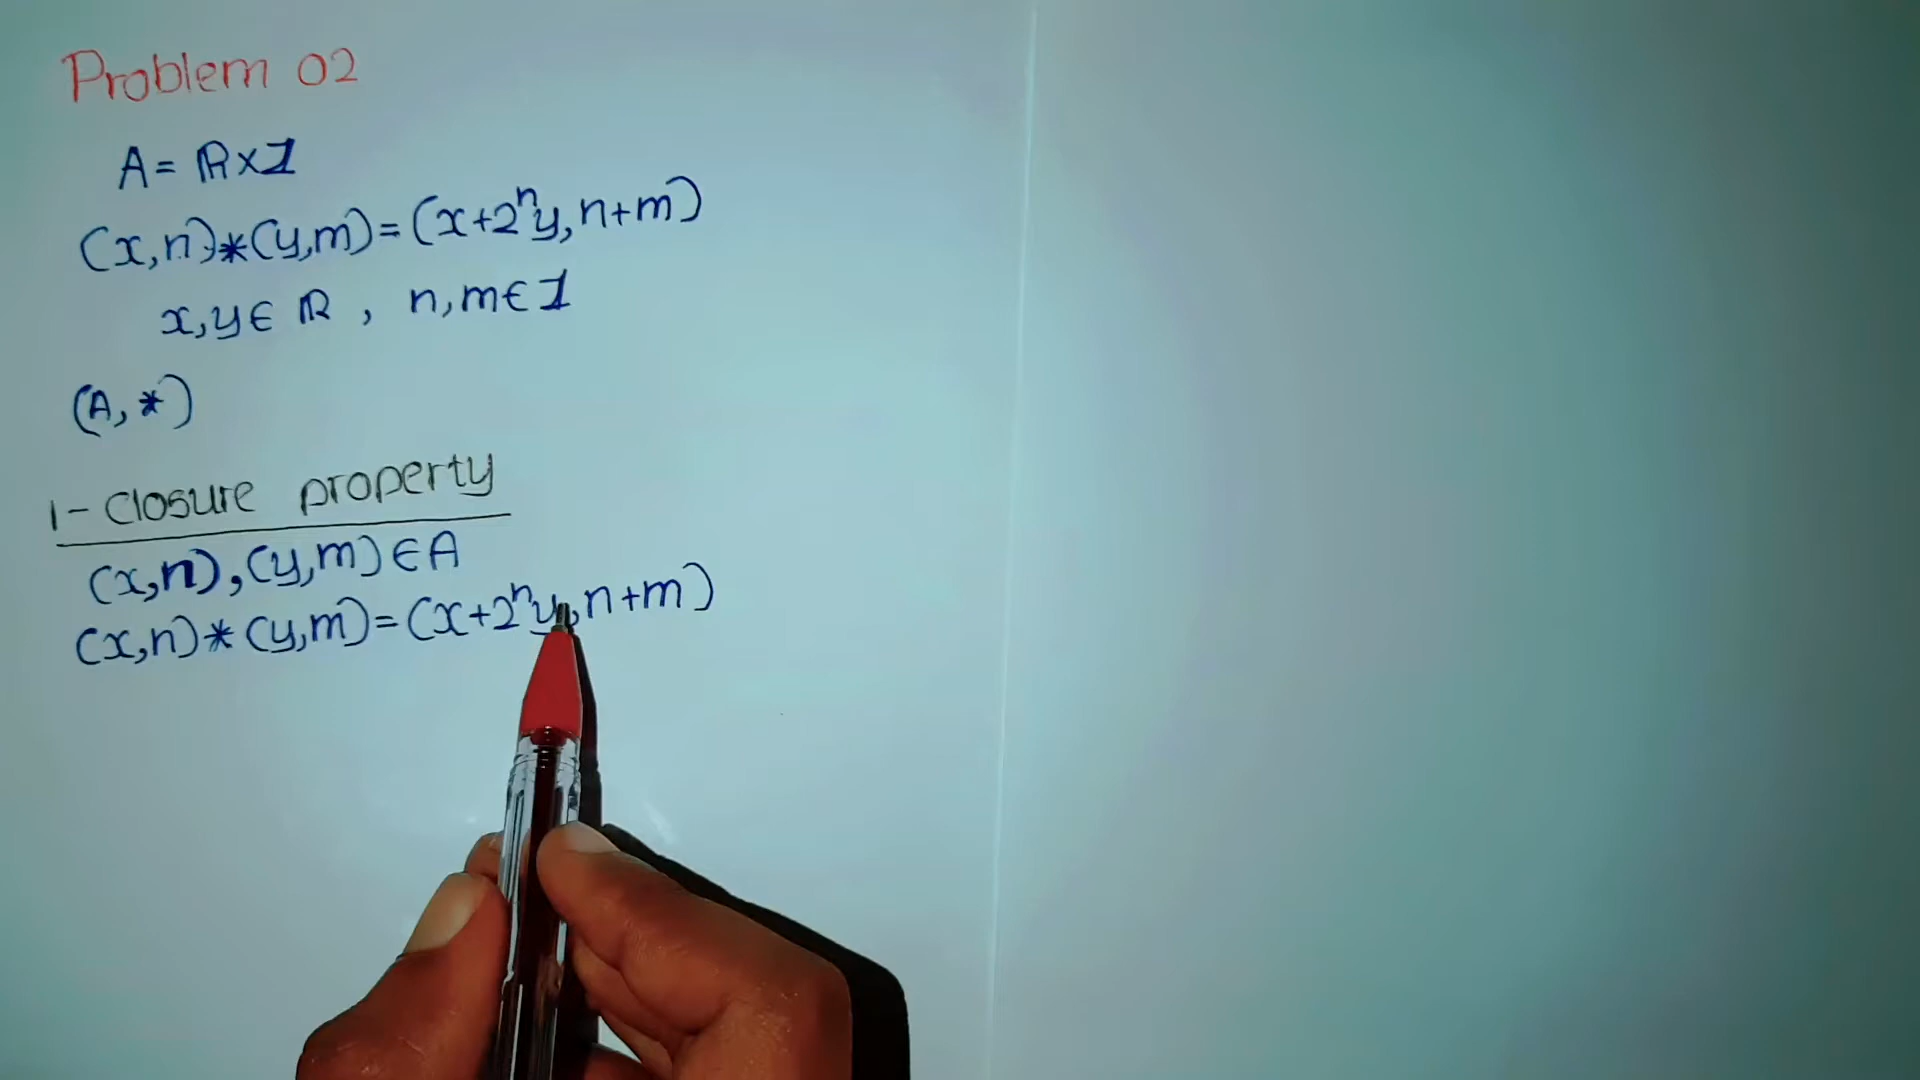 Problem 02
A = ℝ×ℤ
(x,n)*(y,m)=(x+2ⁿy,n+m)
x,y∈ ℝ , n,m∈ℤ
(A,*)
1- Closure property
(x,n),(y,m)∈A
(x,n)*(y,m)=(x+2ⁿy,n+m)